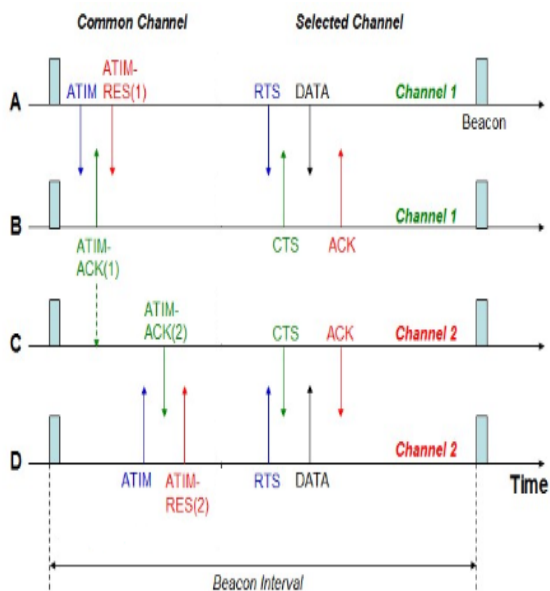 Common Channel
Selected Channel
ATIM-
RES(1)
ATIM
RTS
DATA
Channel 1
A
Beacon
Channel 1
B
ATIM-
ACK(1)
CTS
ACK
ATIM-
ACK(2)
CTS
ACK
Channel 2
C
Channel 2
D
ATIM
ATIM-
RES(2)
RTS
DATA
Time
Beacon Interval